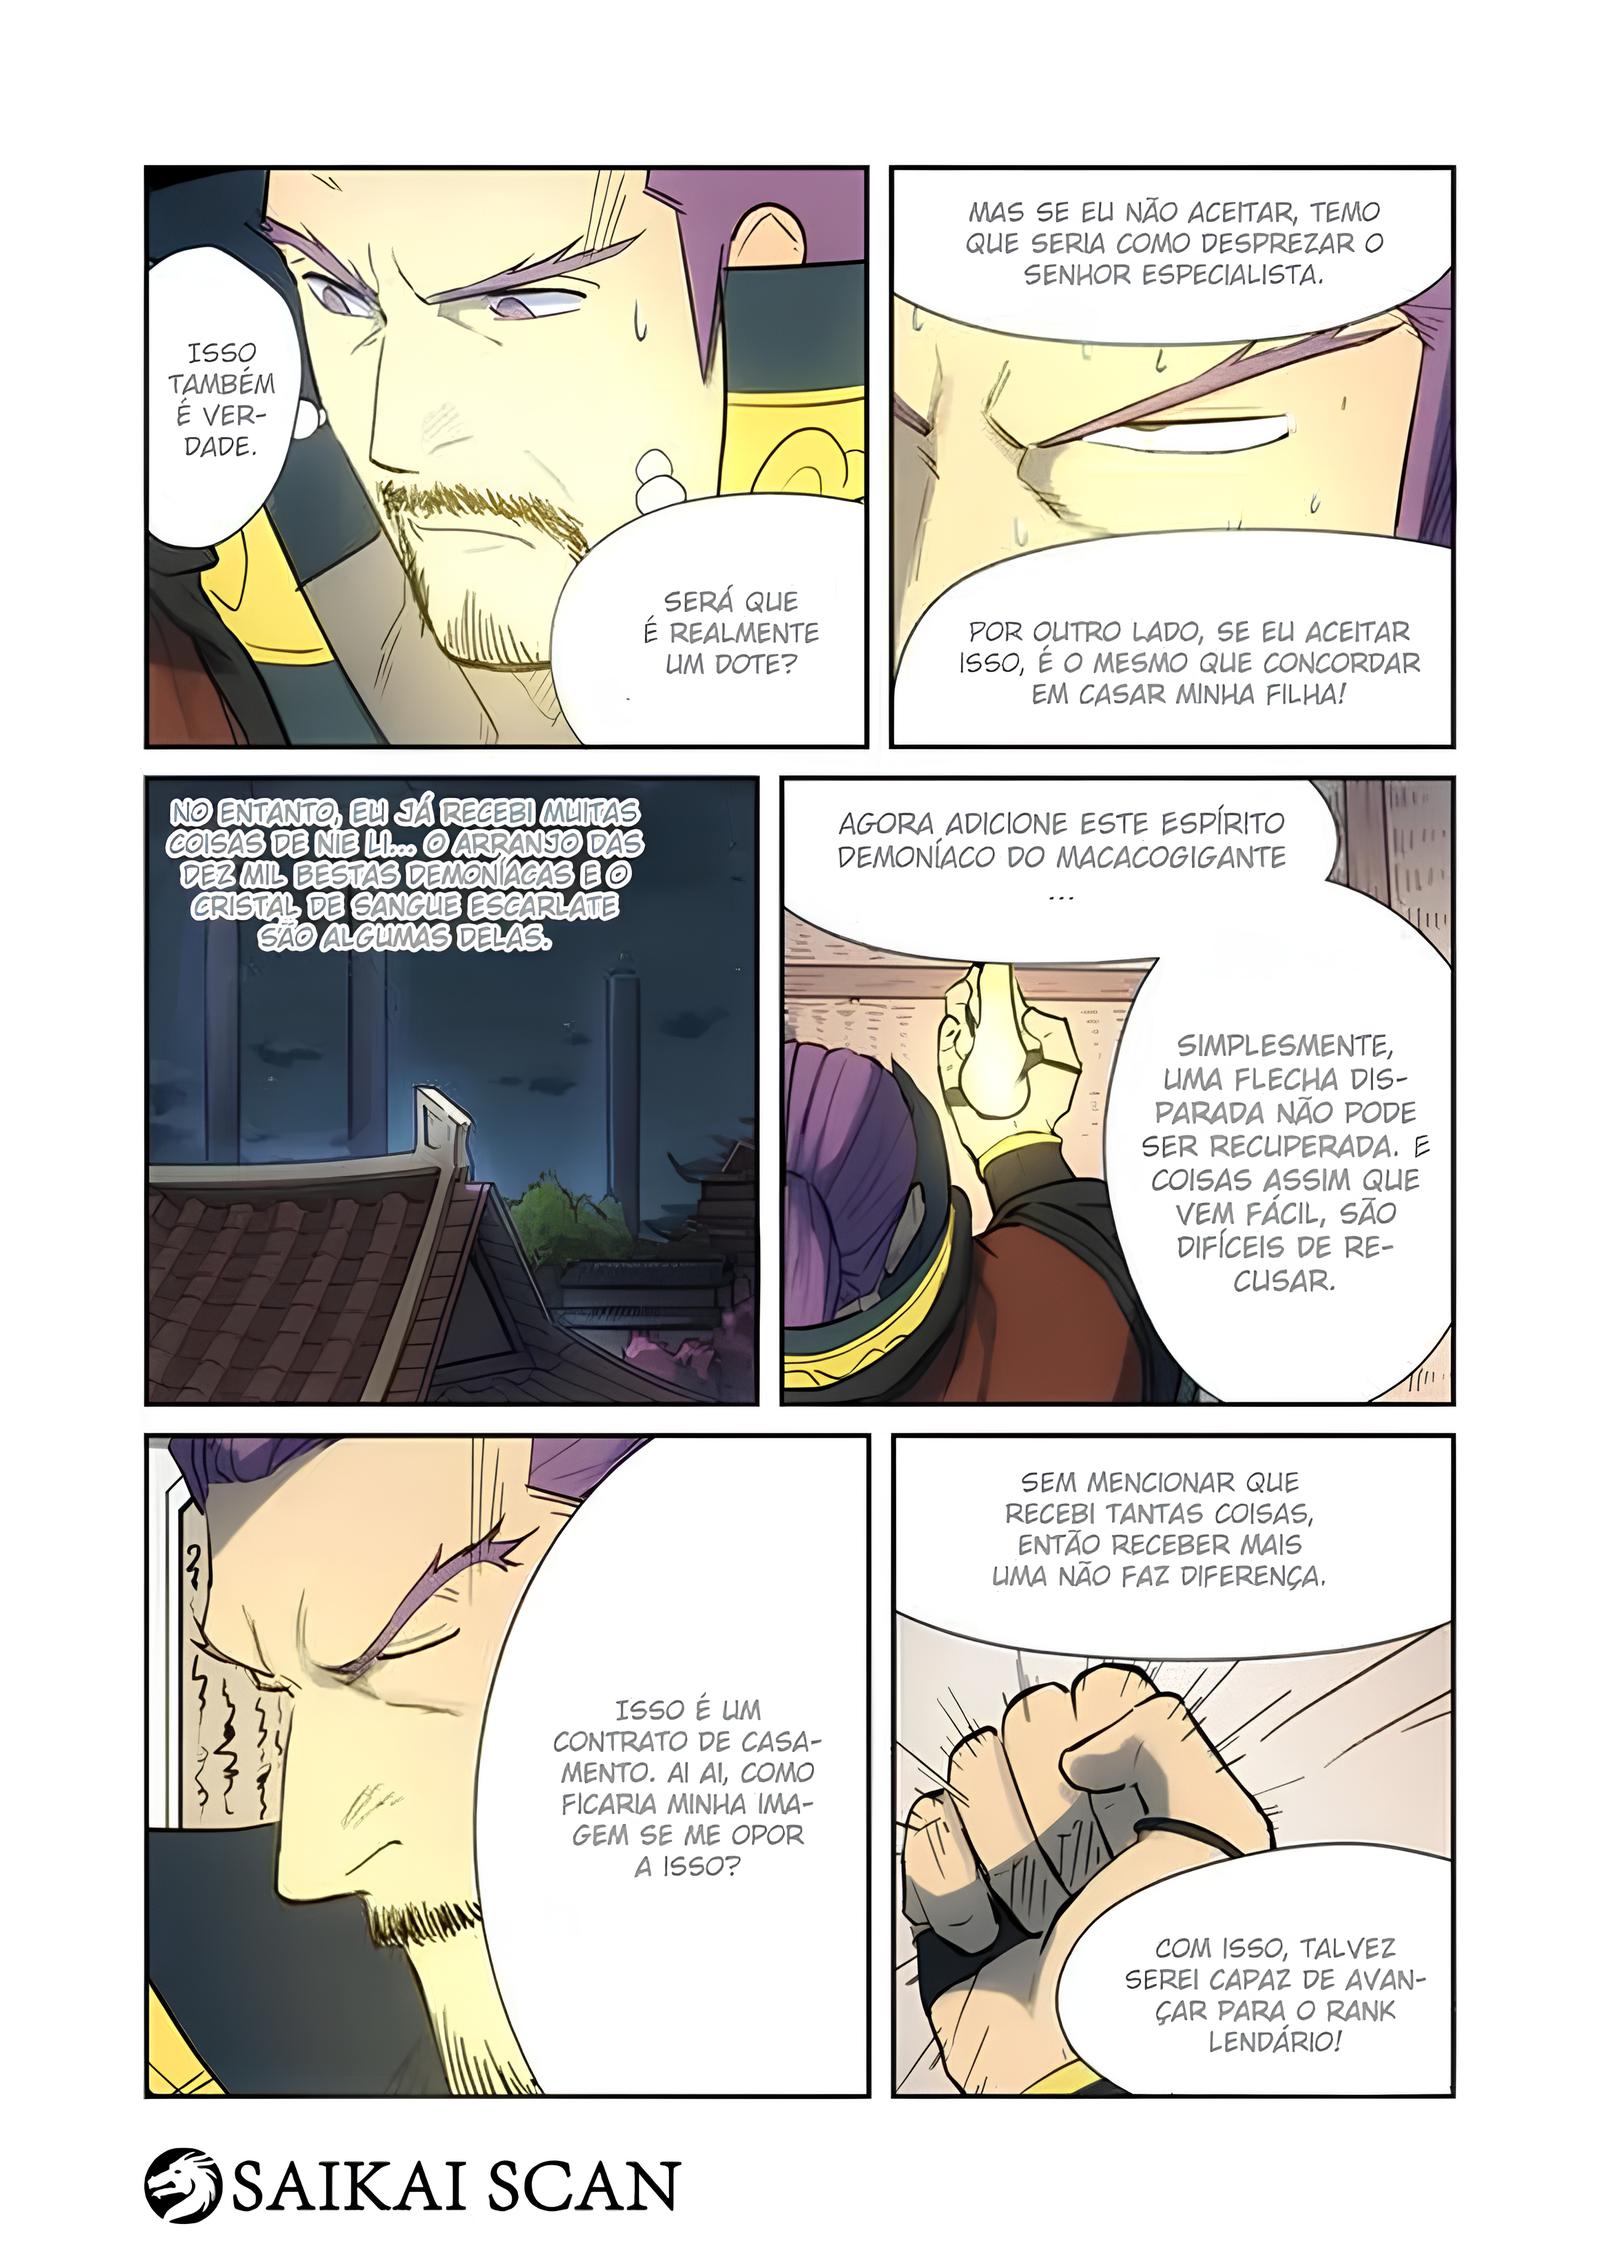 ISSO
TAMBÉM
É VER-
DADE.
SERÁ QUE
É REALMENTE
UM DOTE?
MAS SE EU NÃO ACEITAR, TEMO
QUE SERIA COMO DESPREZAR O
SENHOR ESPECIALISTA.
POR OUTRO LADO, SE EU ACEITAR
ISSO, É O MESMO QUE CONCORDAR
EM CASAR MINHA FILHA!
NO ENTANTO, EU JÁ RECEBI MUITAS
COISAS DE NIE LI... O ARRANJO DAS
DEZ MIL BESTAS DEMONÍACAS E O
CRISTAL DE SANGUE ESCARLATE
SÃO ALGUMAS DELAS.
AGORA ADICIONE ESTE ESPÍRITO
DEMONÍACO DO MACACOGIGANTE
...
SIMPLESMENTE,
UMA FLECHA DIS-
PARADA NÃO PODE
SER RECUPERADA. E
COISAS ASSIM QUE
VEM FÁCIL, SÃO
DIFÍCEIS DE RE-
CUSAR.
ISSO É UM
CONTRATO DE CASA-
MENTO. AI AI, COMO
FICARIA MINHA IMA-
GEM SE ME OPOR
A ISSO?
SEM MENCIONAR QUE
RECEBI TANTAS COISAS,
ENTÃO RECEBER MAIS
UMA NÃO FAZ DIFERENÇA.
COM ISSO, TALVEZ
SEREI CAPAZ DE AVAN-
ÇAR PARA O RANK
LENDÁRIO!
SAIKAI SCAN